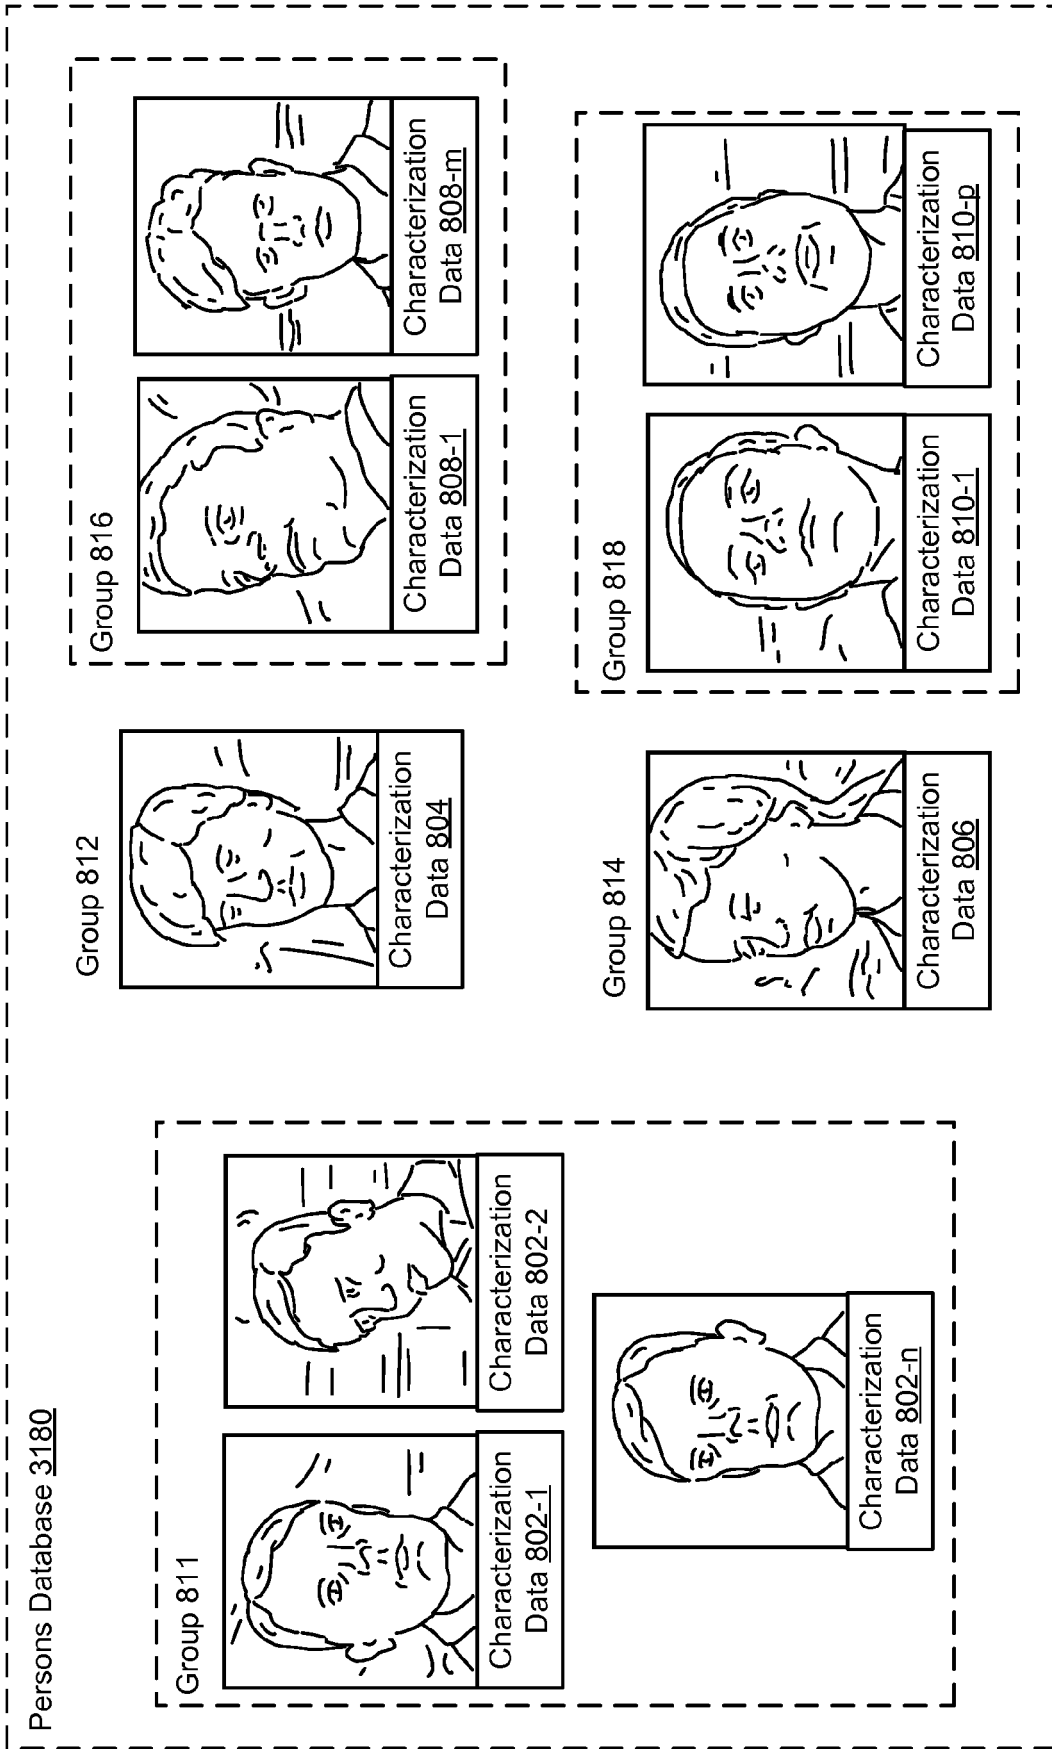 Persons Database 3180
Group 811
Characterization
Data 802-1
Characterization
Data 802-2
Characterization
Data 802-n
Group 812
Characterization
Data 804
Group 814
Characterization
Data 806
Group 816
Characterization
Data 808-1
Characterization
Data 808-m
Group 818
Characterization
Data 810-1
Characterization
Data 810-p